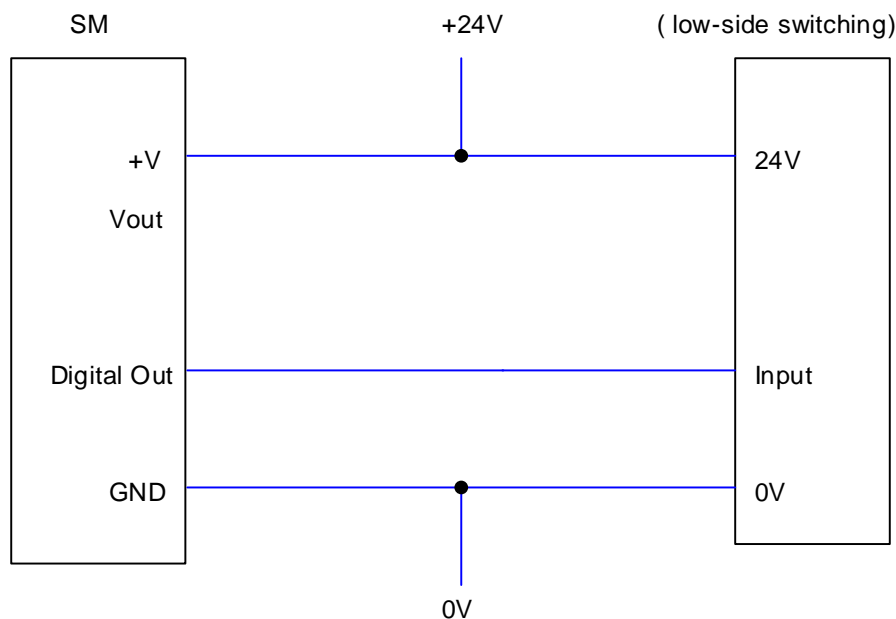 SM
+24V
( low-side switching)
+V
24V
Vout
Digital Out
Input
GND
0V
0V